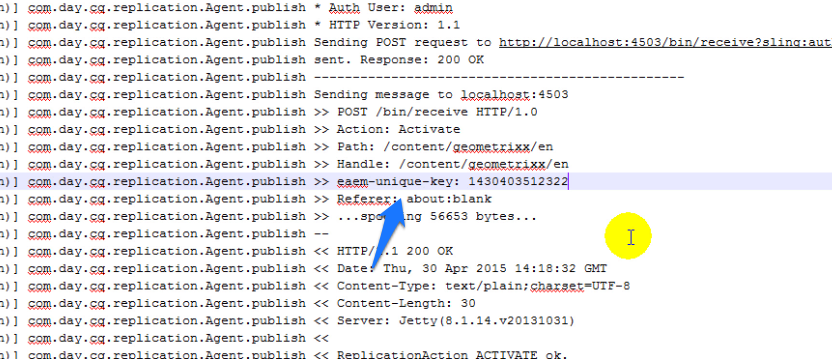 n)] com.day.cq.replication.Agent.publish * Auth User: admin
n)] com.day.cq.replication.Agent.publish * HTTP Version: 1.1
n)] com.day.cq.replication.Agent.publish Sending POST request to http://localhost:4503/bin/receive?sling:aut
n)] com.day.cq.replication.Agent.publish sent. Response: 200 OK
n)] com.day.cq.replication.Agent.publish ------------------------------------------------
n)] com.day.cq.replication.Agent.publish Sending message to localhost:4503
n)] com.day.cq.replication.Agent.publish >> POST /bin/receive HTTP/1.0
n)] com.day.cq.replication.Agent.publish >> Action: Activate
n)] com.day.cq.replication.Agent.publish >> Path: /content/geometrixx/en
n)] com.day.cq.replication.Agent.publish >> Handle: /content/geometrixx/en
n)] com.day.cq.replication.Agent.publish >> eaem-unique-key: 1430403512322
n)] com.day.cq.replication.Agent.publish >> Referer: about:blank
n)] com.day.cq.replication.Agent.publish >> 56653 bytes...
n)] com.day.cq.replication.Agent.publish --
n)] com.day.cq.replication.Agent.publish << HTTP/1.1 200 OK
n)] com.day.cq.replication.Agent.publish << Date: Thu, 30 Apr 2015 14:18:32 GMT
n)] com.day.cq.replication.Agent.publish << Content-Type: text/plain;charset=UTF-8
n)] com.day.cq.replication.Agent.publish << Content-Length: 30
n)] com.day.cq.replication.Agent.publish << Server: Jetty(8.1.14.v20131031)
n)] com.day.cq.replication.Agent.publish <<
n)] com.day.cq.replication.Agent.publish << ReplicationAction ACTIVATE ok.